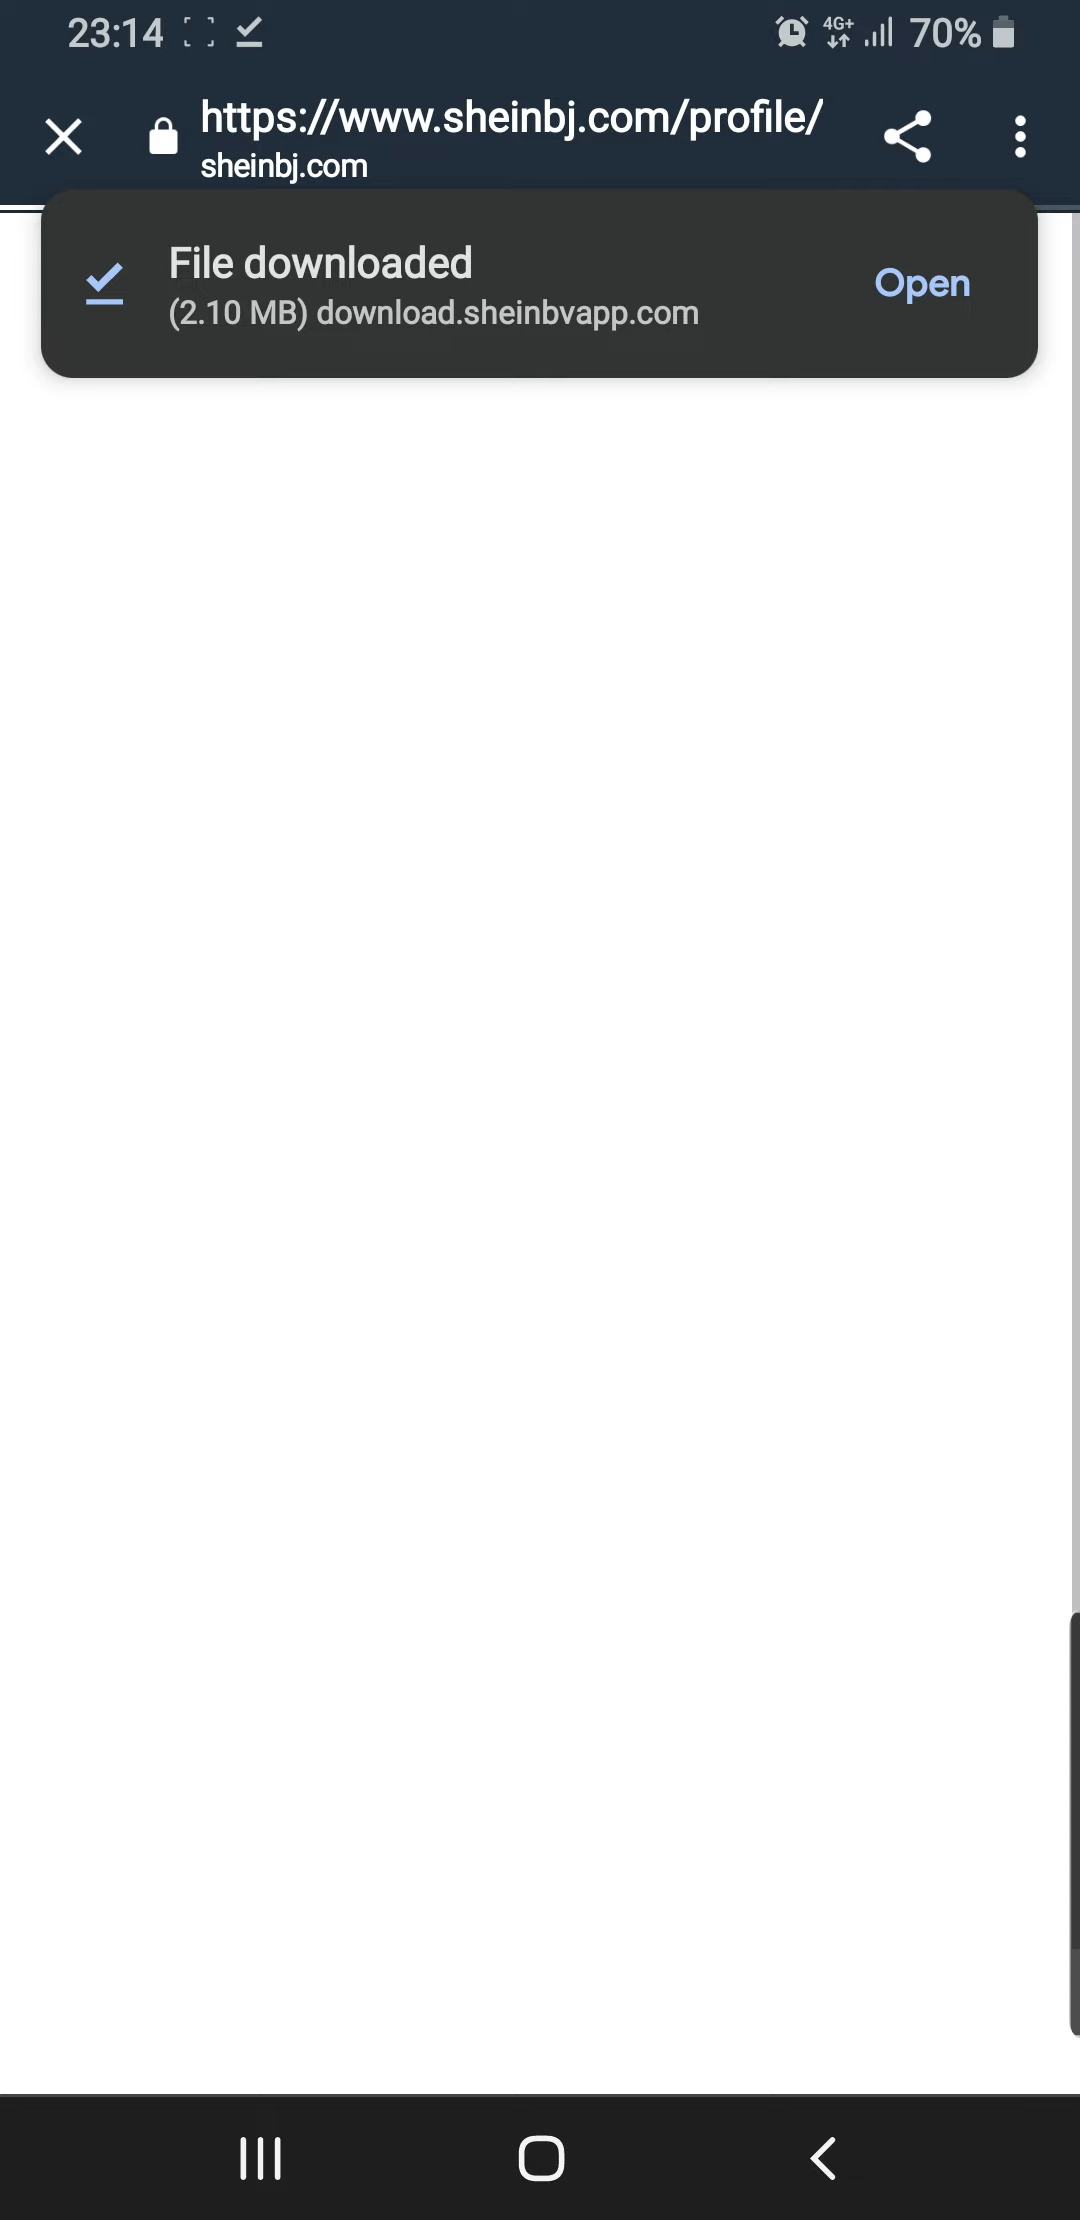 23:14
4G+
70%
https://www.sheinbj.com/profile/
sheinbj.com
File downloaded
(2.10 MB) download.sheinbvapp.com
Open